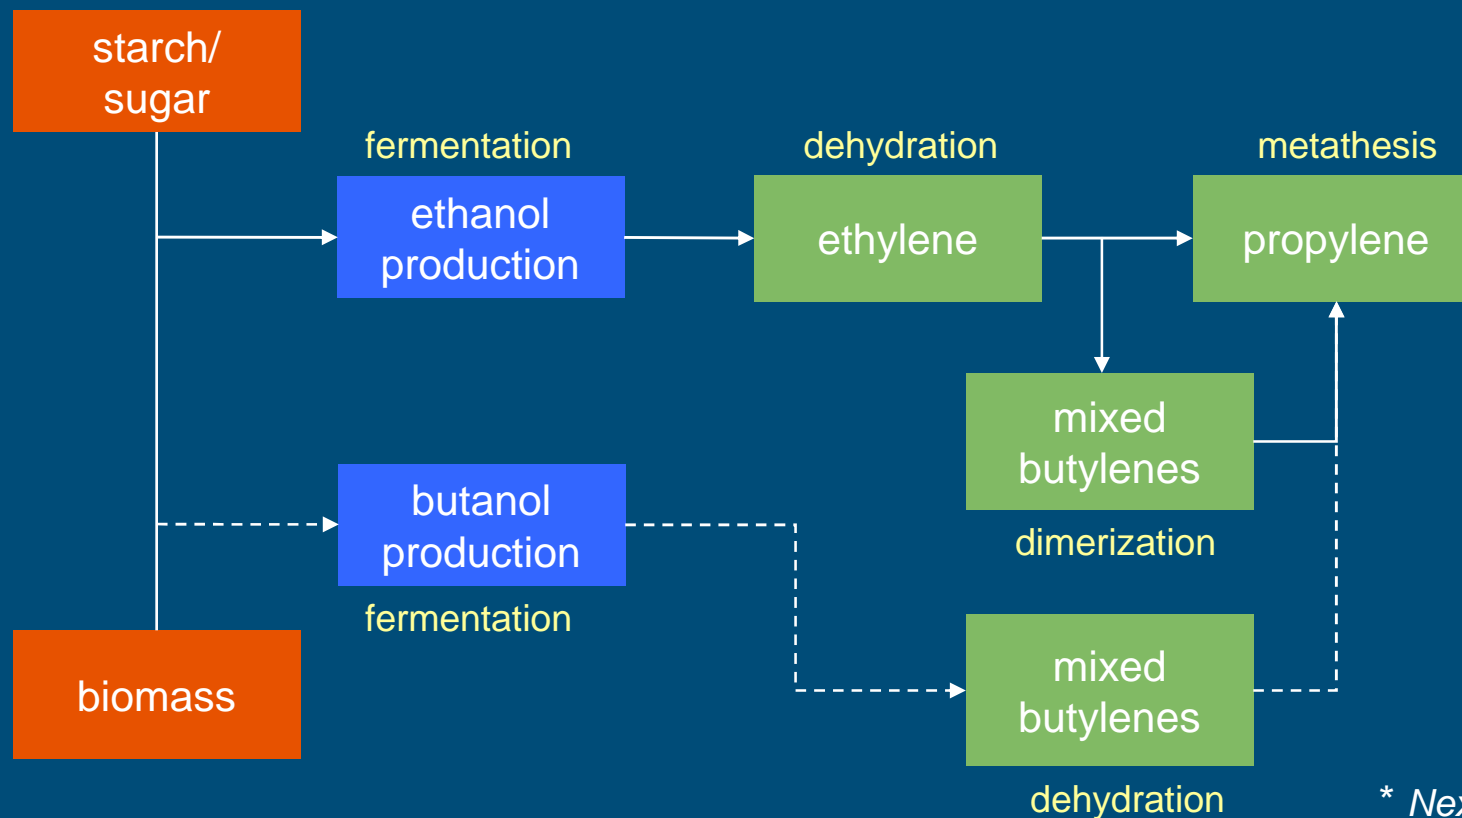 starch/
sugar
fermentation
dehydration
metathesis
ethanol
production
ethylene
propylene
mixed
butylenes
dimerization
butanol
production
fermentation
biomass
mixed
butylenes
dehydration
*